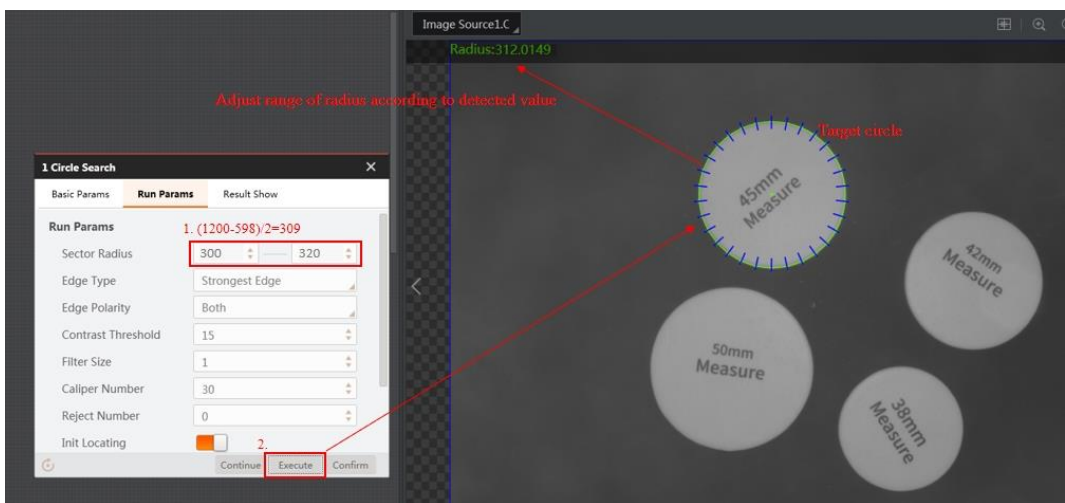 Image Source1.C
Radius:312.0149
Adjust range of radius according to detected value
Target circle
1 Circle Search
Basic Params Run Params Result Show
Run Params
1. (1200-598)/2=309
Sector Radius 300 320
Edge Type Strongest Edge
Edge Polarity Both
Contrast Threshold 15
Filter Size 1
Caliper Number 30
Reject Number 0
Init Locating
2.
Continue Execute Confirm
45mm
Measure
42mm
Measure
50mm
Measure
38mm
Measure